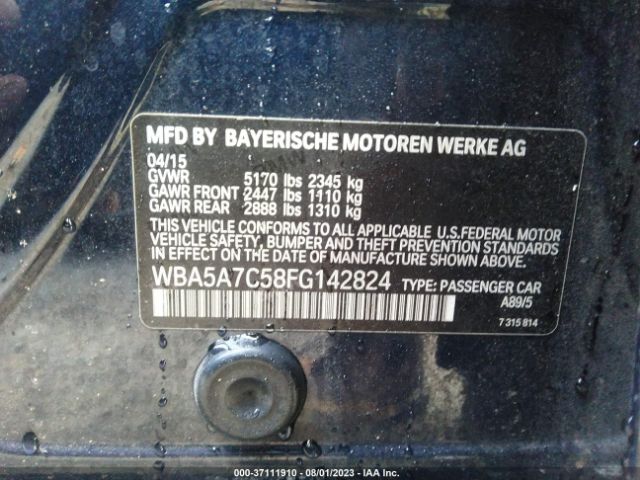 MFD BY BAYERISCHE MOTOREN WERKE AG
04/15
GVWR 5170 lbs 2345 kg
GAWR FRONT 2447 lbs 1110 kg
GAWR REAR 2888 lbs 1310 kg
THIS VEHICLE CONFORMS TO ALL APPLICABLE U.S.FEDERAL MOTOR
VEHICLE SAFETY, BUMPER AND THEFT PREVENTION STANDARDS
IN EFFECT ON THE DATE OF MANUFACTURE SHOWN ABOVE.
WBA5A7C58FG142824 TYPE: PASSENGER CAR
A89/5
7 315 814
000-37111910 - 08/01/2023 - IAA Inc.